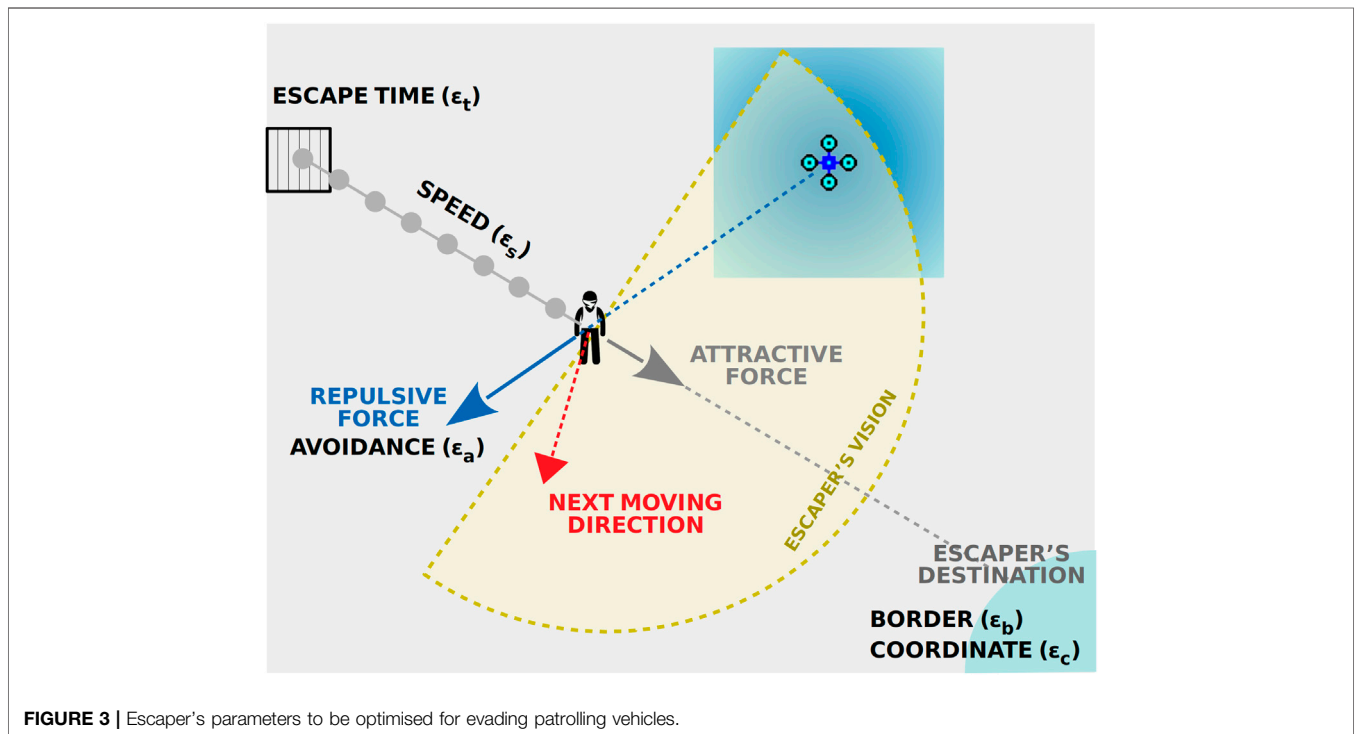 ESCAPE TIME (εt)
SPEED (εs)
ATTRACTIVE
FORCE
REPULSIVE
FORCE
AVOIDANCE (εa)
NEXT MOVING
DIRECTION
ESCAPER'S VISION
ESCAPER'S
DESTINATION
BORDER (εb)
COORDINATE (εc)
FIGURE 3 | Escaper's parameters to be optimised for evading patrolling vehicles.